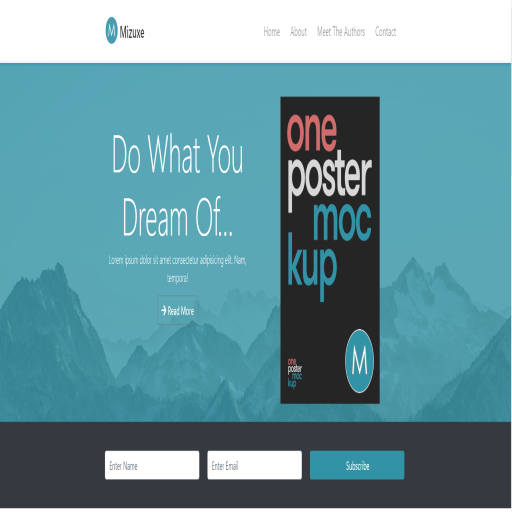 M Mizuxe
Home About Meet The Authors Contact
Do What You
Dream Of...
Lorem ipsum dolor sit amet consectetur adipisicing elit. Nam,
tempora!
Read More
one
poster
moc
kup
one
poster
moc
kup
M
Enter Name
Enter Email
Subscribe